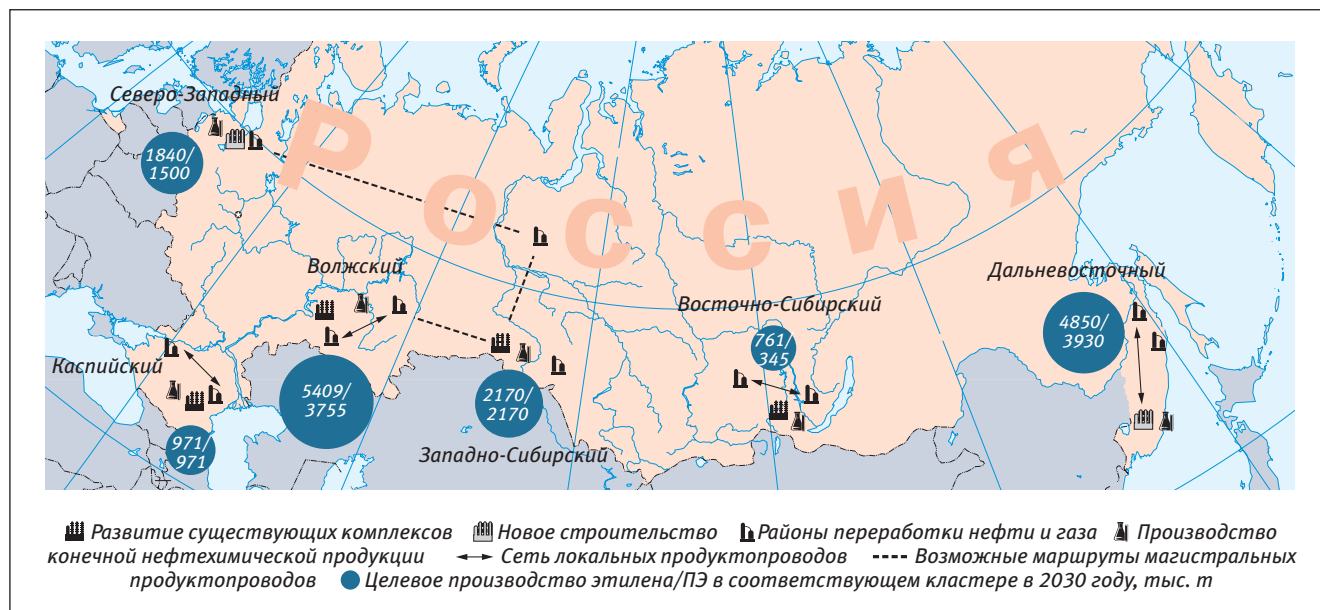 Северо-Западный
1840/
1500
Россия
Волжский
Дальневосточный
Восточно-Сибирский
4850/
3930
761/
345
Каспийский
5409/
3755
2170/
2170
971/
971
Западно-Сибирский
Развитие существующих комплексов Новое строительство Районы переработки нефти и газа Производство
конечной нефтехимической продукции Сеть локальных продуктопроводов Возможные маршруты магистральных
продуктопроводов Целевое производство этилена/ПЭ в соответствующем кластере в 2030 году, тыс. т